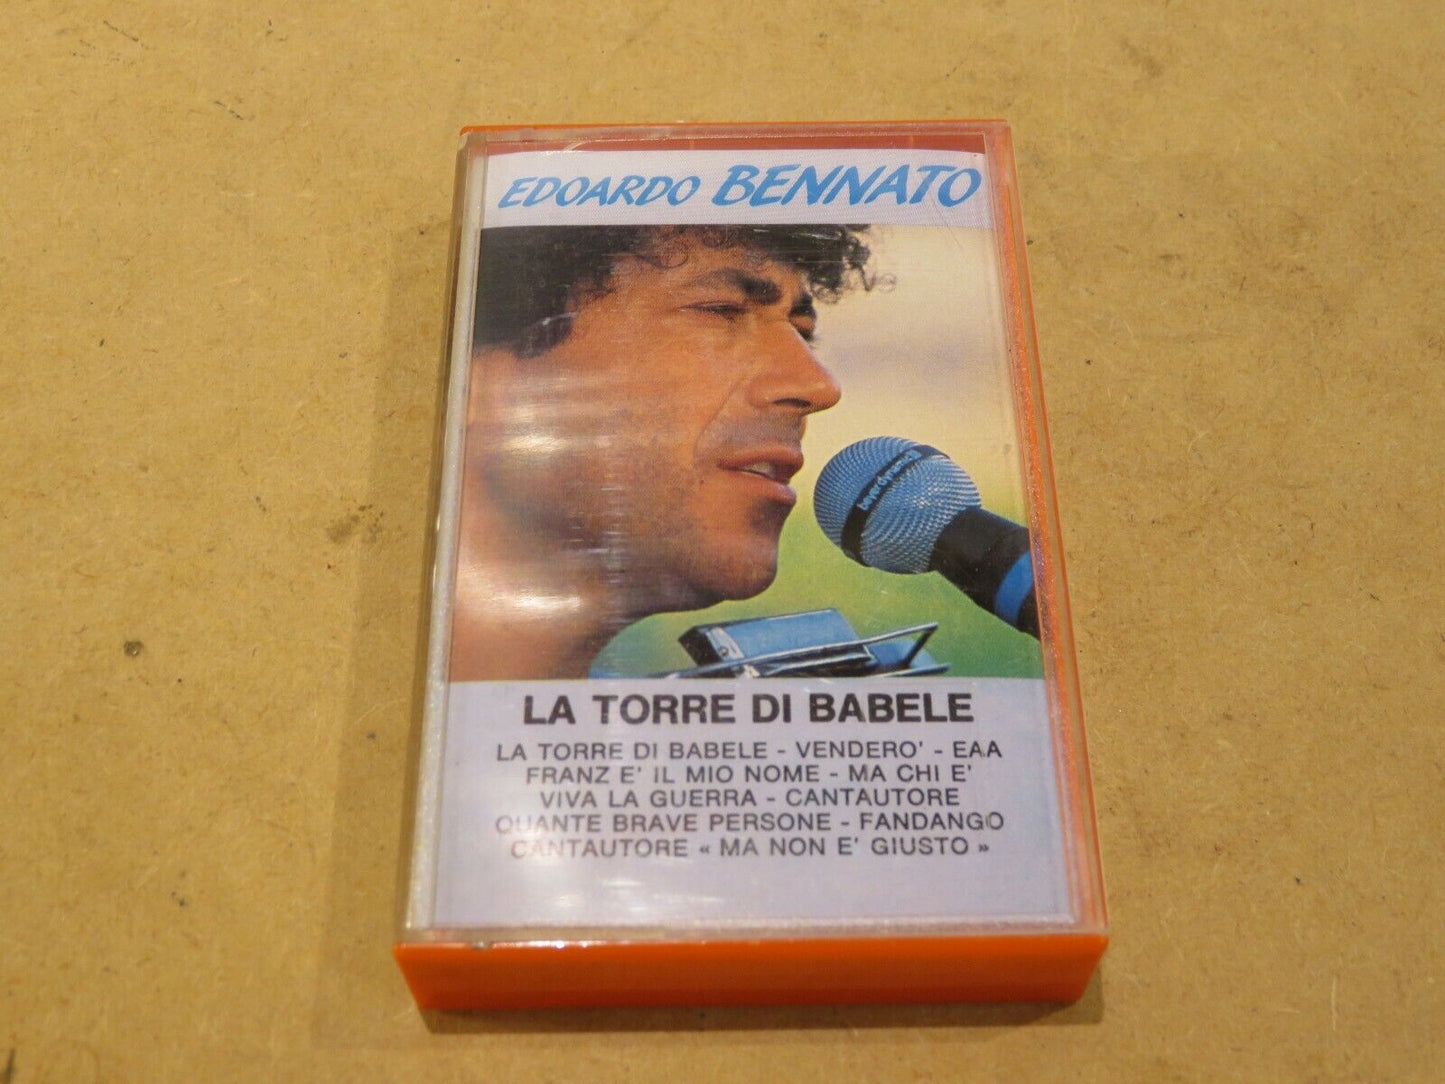 EDOARDO BENNATO
beyerdynamic
LA TORRE DI BABELE
LA TORRE DI BABELE - VENDERO' - EAA
FRANZ E' IL MIO NOME - MA CHI E'
VIVA LA GUERRA - CANTAUTORE
QUANTE BRAVE PERSONE - FANDANGO
CANTAUTORE « MA NON E' GIUSTO »